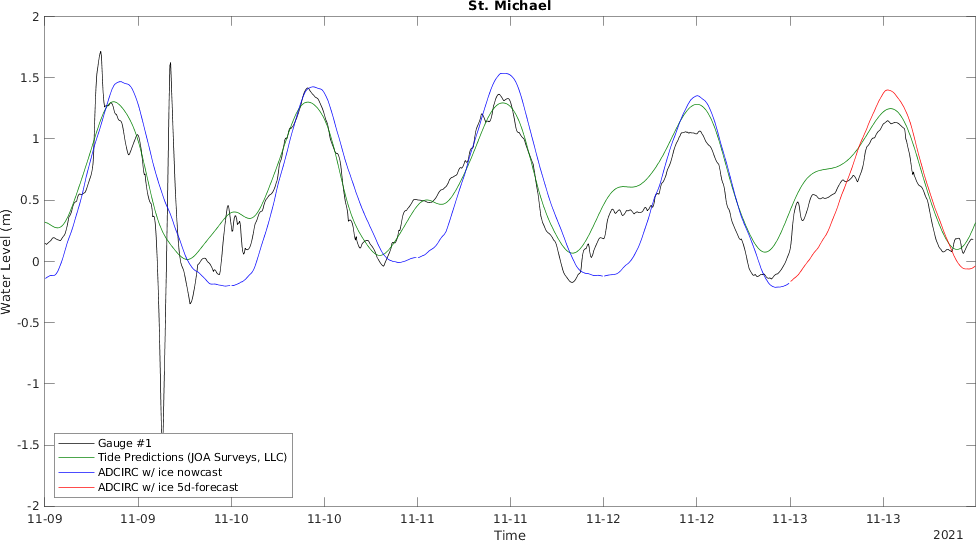 St. Michael
Water Level (m)
2
1.5
1
0.5
0
-0.5
-1
-1.5
-2
Gauge #1
Tide Predictions (JOA Surveys, LLC)
ADCIRC w/ ice nowcast
ADCIRC w/ ice 5d-forecast
11-09 11-09 11-10 11-10 11-11 11-11 11-12 11-12 11-13 11-13
Time
2021